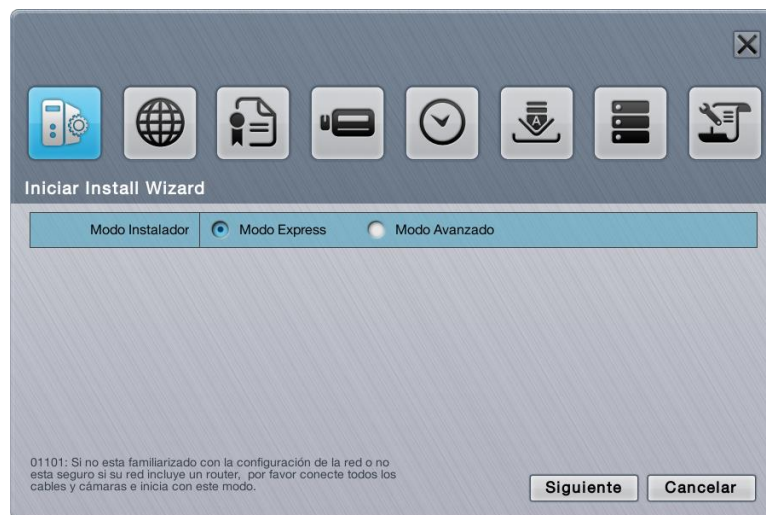 Iniciar Install Wizard
Modo Instalador Modo Express Modo Avanzado
01101: Si no esta familiarizado con la configuración de la red o no
esta seguro si su red incluye un router, por favor conecte todos los
cables y cámaras e inicia con este modo.
Siguiente Cancelar